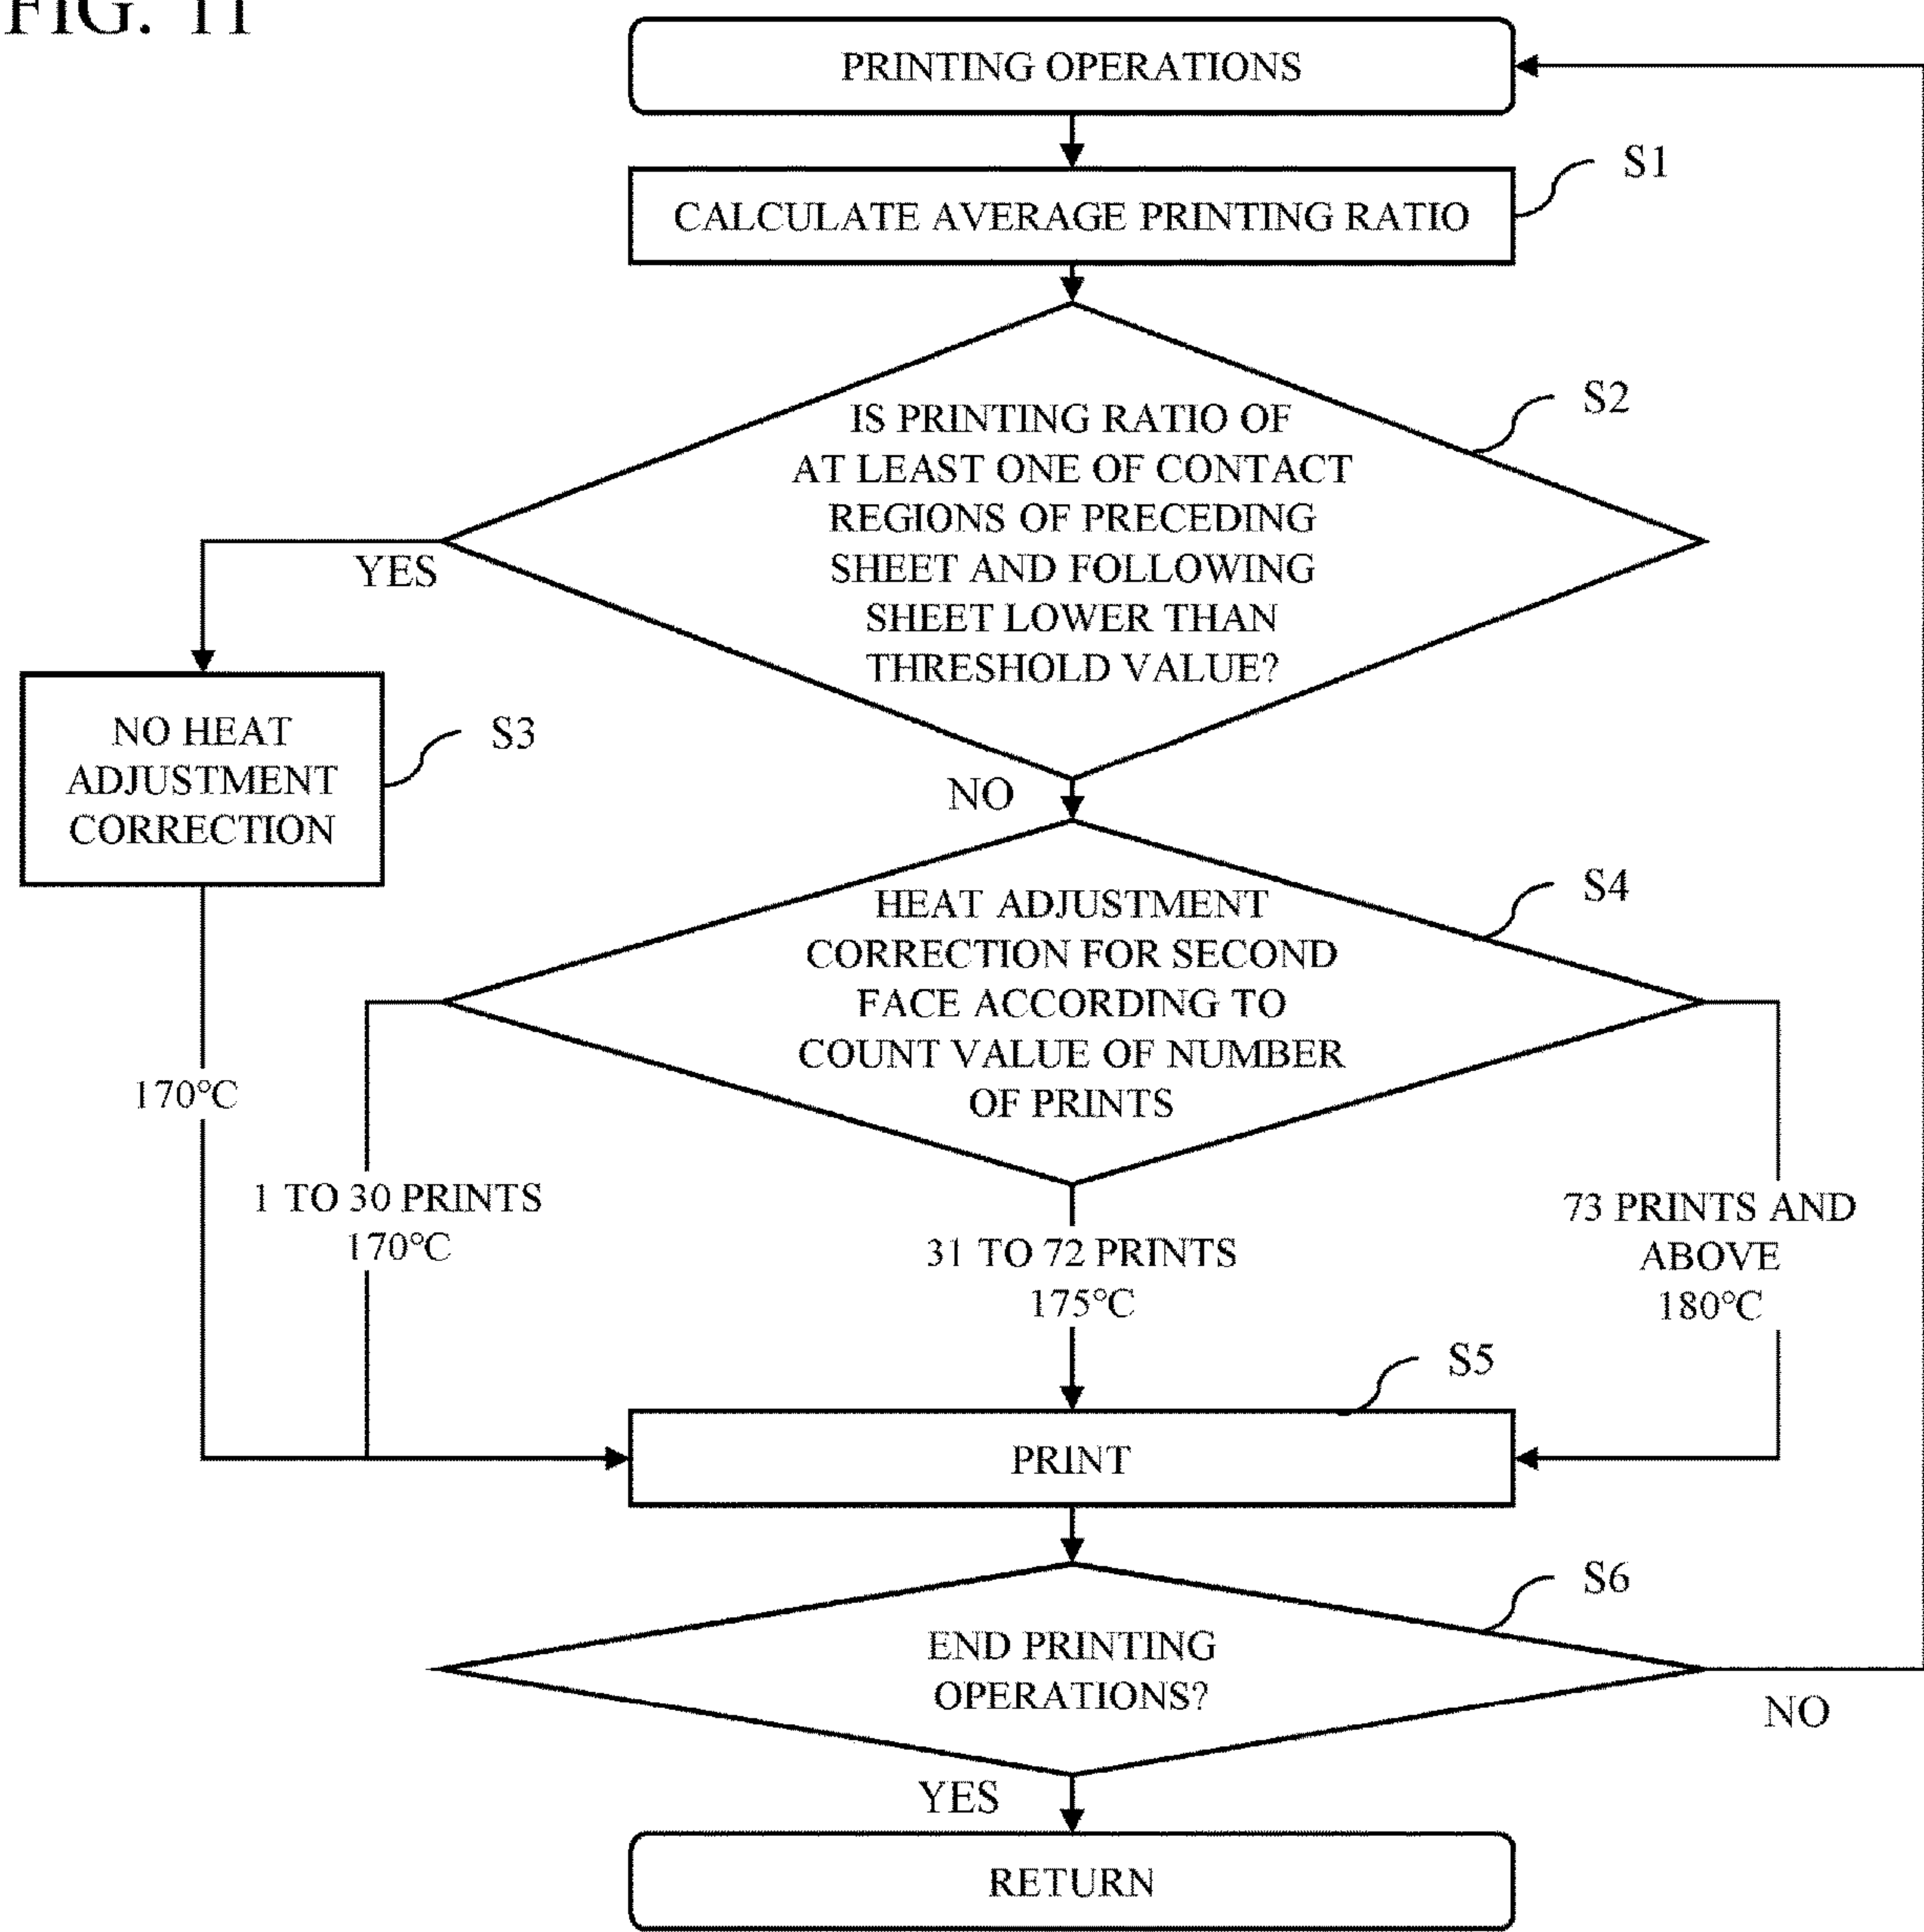 FIG. 11
PRINTING OPERATIONS
S1
CALCULATE AVERAGE PRINTING RATIO
S2
IS PRINTING RATIO OF
AT LEAST ONE OF CONTACT
REGIONS OF PRECEDING
SHEET AND FOLLOWING
SHEET LOWER THAN
THRESHOLD VALUE?
YES
NO HEAT
ADJUSTMENT
CORRECTION
S3
NO
S4
HEAT ADJUSTMENT
CORRECTION FOR SECOND
FACE ACCORDING TO
COUNT VALUE OF NUMBER
OF PRINTS
170℃
1 TO 30 PRINTS
170℃
31 TO 72 PRINTS
175℃
73 PRINTS AND
ABOVE
180℃
S5
PRINT
S6
END PRINTING
OPERATIONS?
NO
YES
RETURN